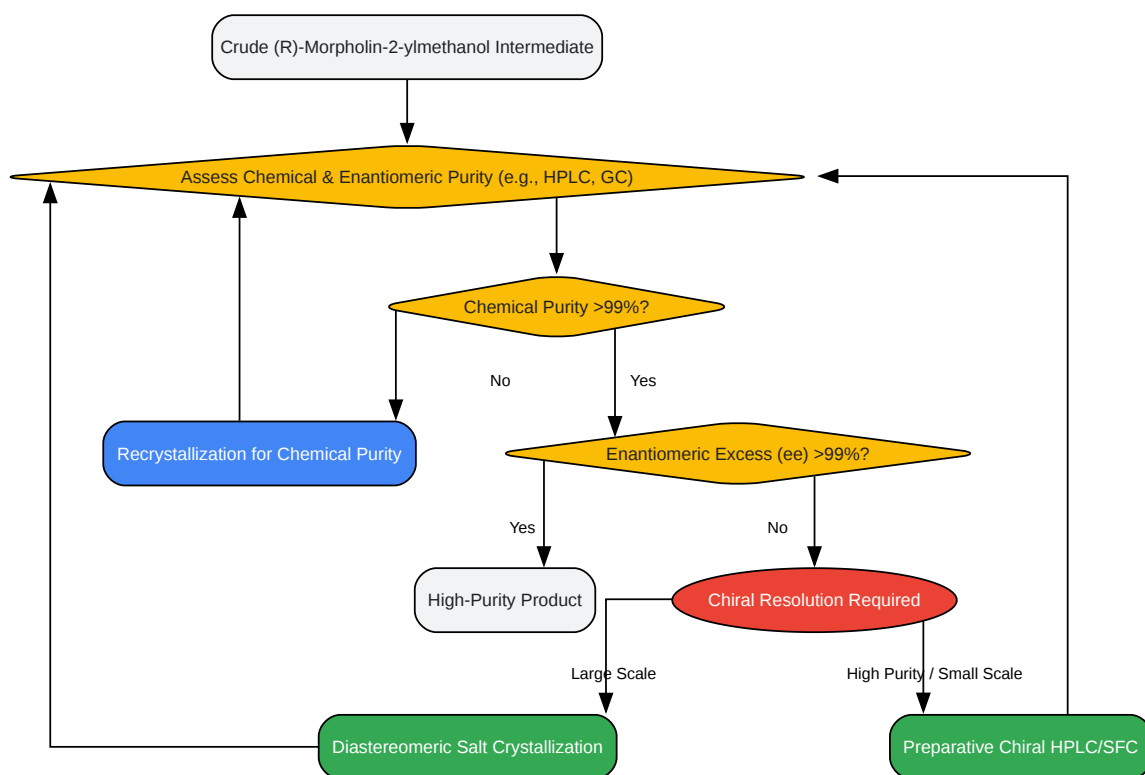 Crude (R)-Morpholin-2-ylmethanol Intermediate
Assess Chemical & Enantiomeric Purity (e.g., HPLC, GC)
Chemical Purity >99%?
No
Yes
Recrystallization for Chemical Purity
Enantiomeric Excess (ee) >99%?
Yes
No
High-Purity Product
Chiral Resolution Required
Large Scale
High Purity / Small Scale
Diastereomeric Salt Crystallization
Preparative Chiral HPLC/SFC